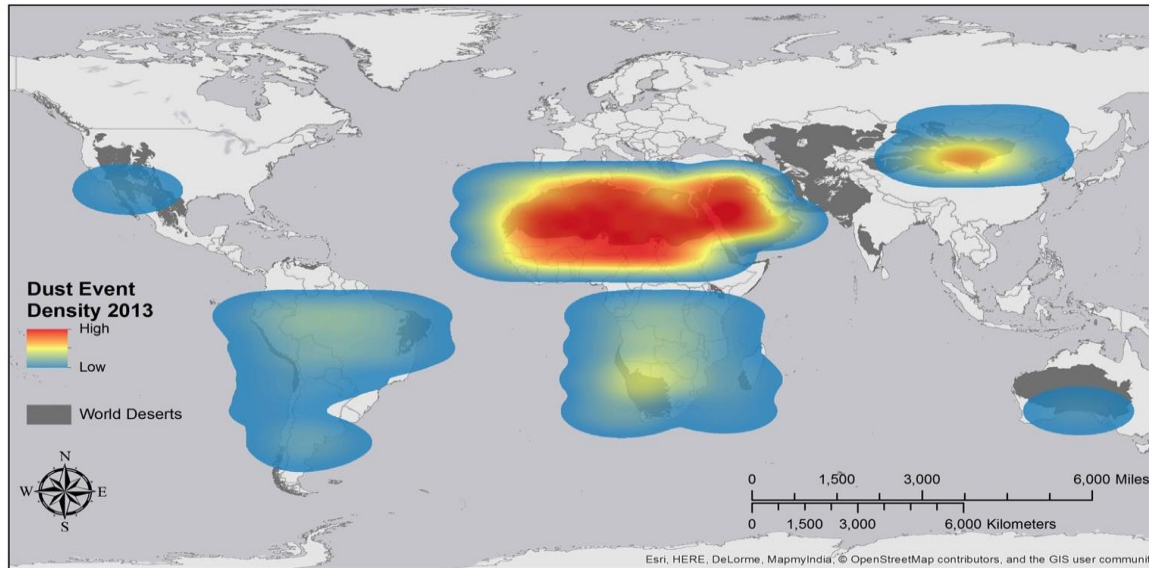 Dust Event
Density 2013
High
Low
World Deserts
N
W E
S
0 1,500 3,000 6,000 Miles
0 1,500 3,000 6,000 Kilometers
Esri, HERE, DeLorme, MapmyIndia, © OpenStreetMap contributors, and the GIS user communit